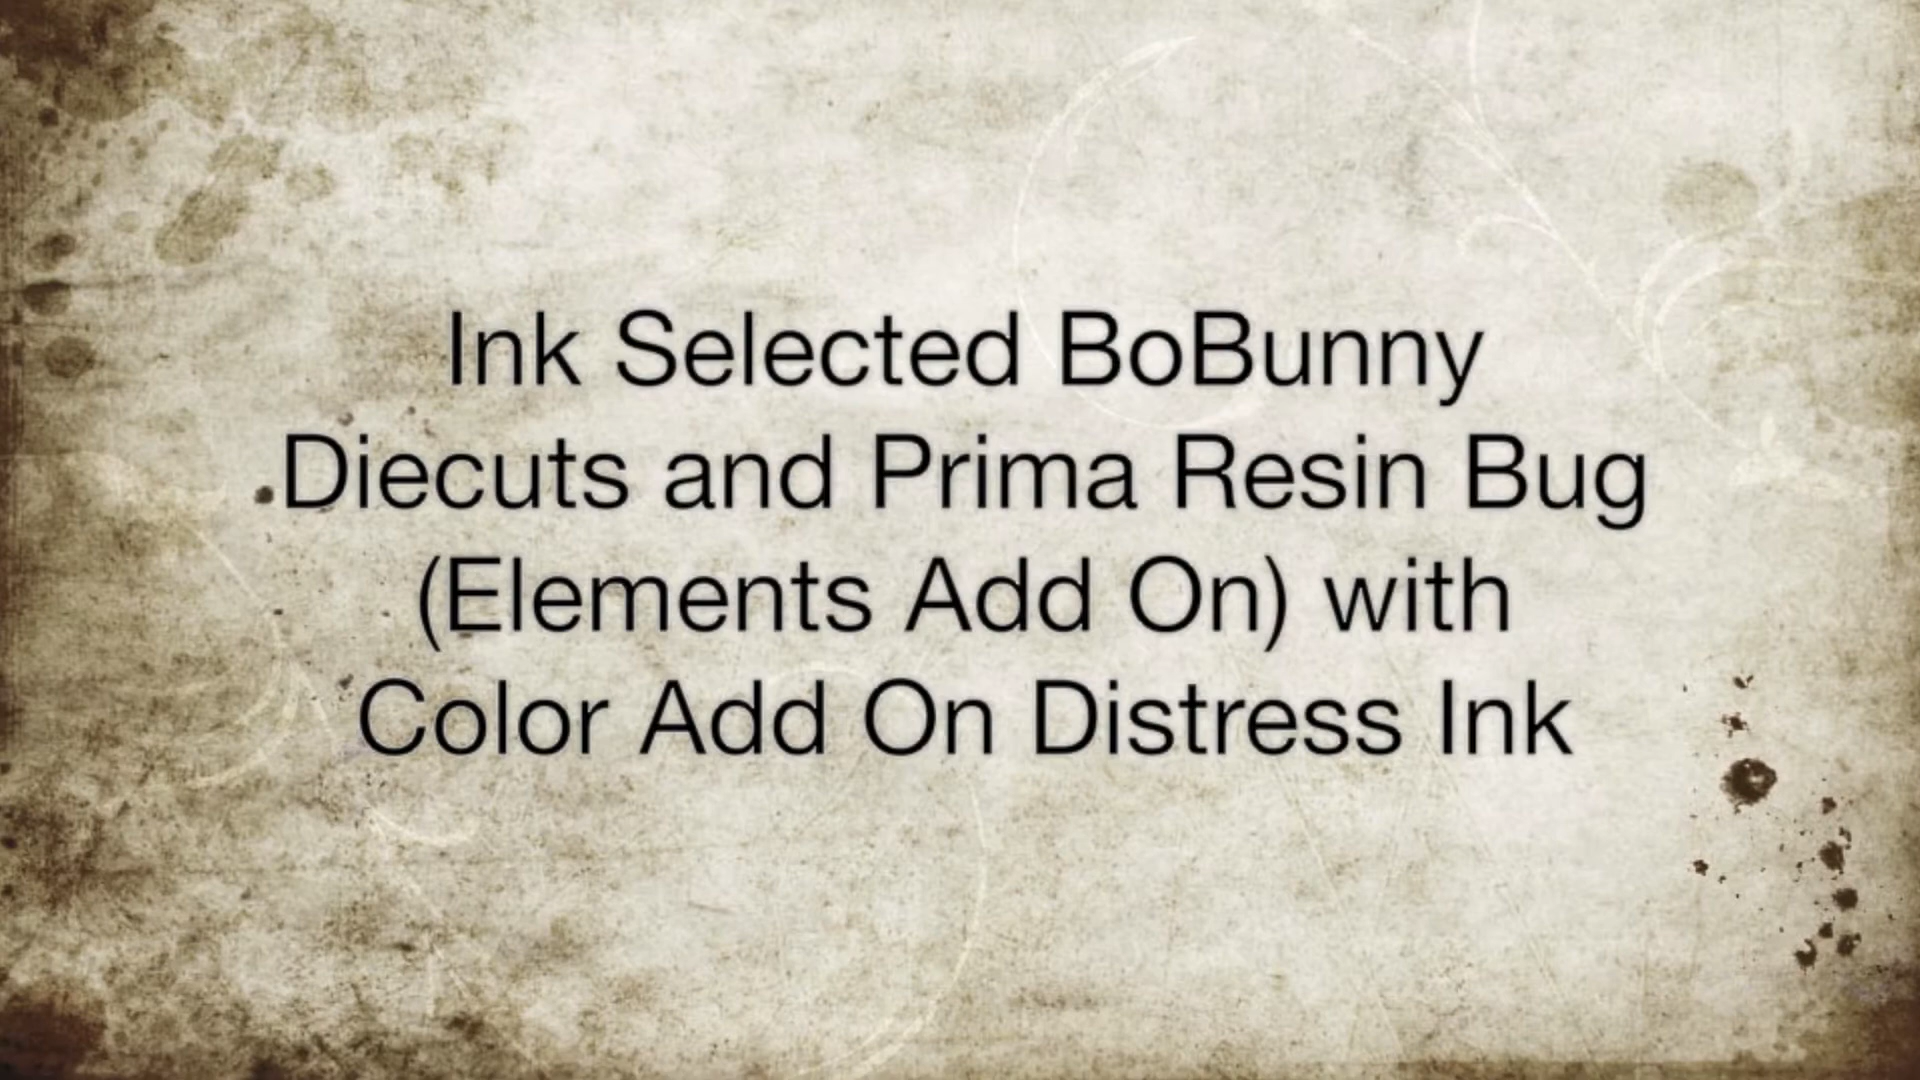 Ink Selected BoBunny
Diecuts and Prima Resin Bug
(Elements Add On) with
Color Add On Distress Ink